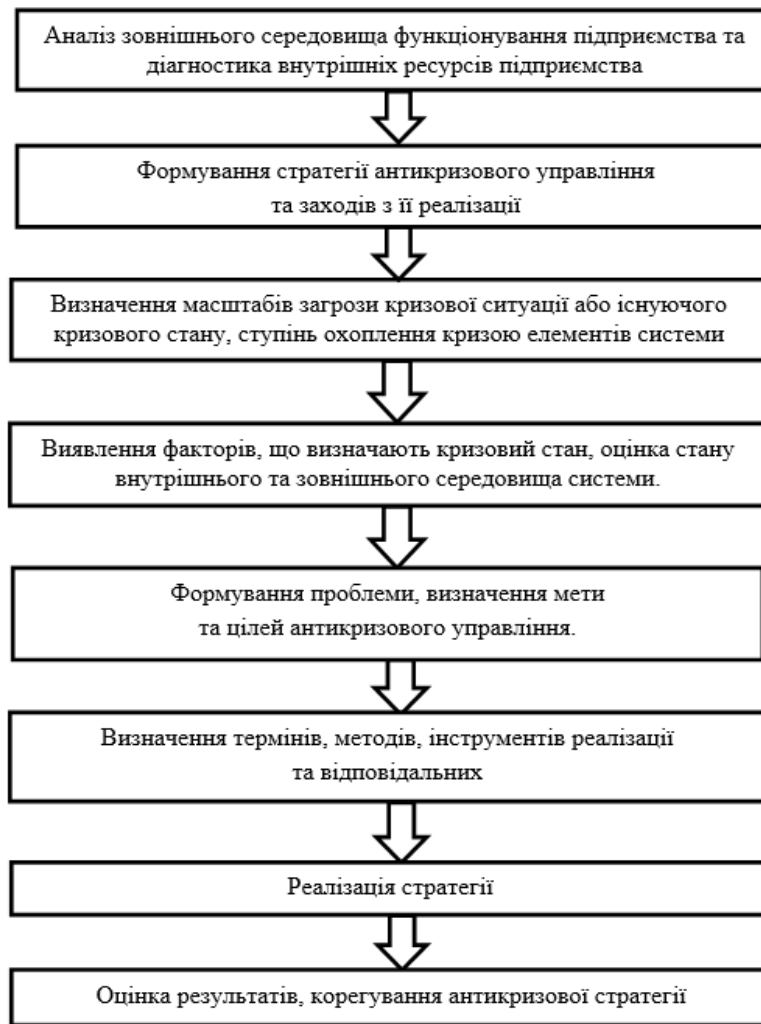 Аналіз зовнішнього середовища функціонування підприємства та
діагностика внутрішніх ресурсів підприємства
Формування стратегії антикризового управління
та заходів з її реалізації
Визначення масштабів загрози кризової ситуації або існуючого
кризового стану, ступінь охоплення кризою елементів системи
Виявлення факторів, що визначають кризовий стан, оцінка стану
внутрішнього та зовнішнього середовища системи.
Формування проблеми, визначення мети
та цілей антикризового управління.
Визначення термінів, методів, інструментів реалізації
та відповідальних
Реалізація стратегії
Оцінка результатів, корегування антикризової стратегії